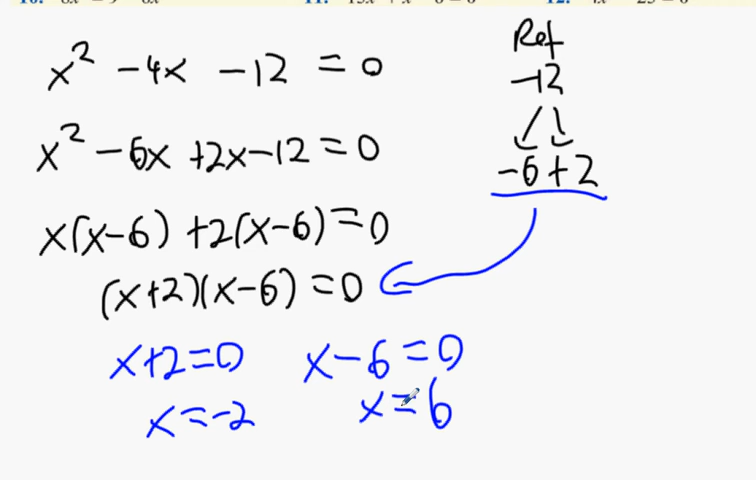 x² - 4x - 12 = 0
x² - 6x + 2x - 12 = 0
x(x-6) + 2(x-6) = 0
(x+2)(x-6) = 0
x+2=0 x-6=0
x=-2 x=6
Ref
-12
-6+2